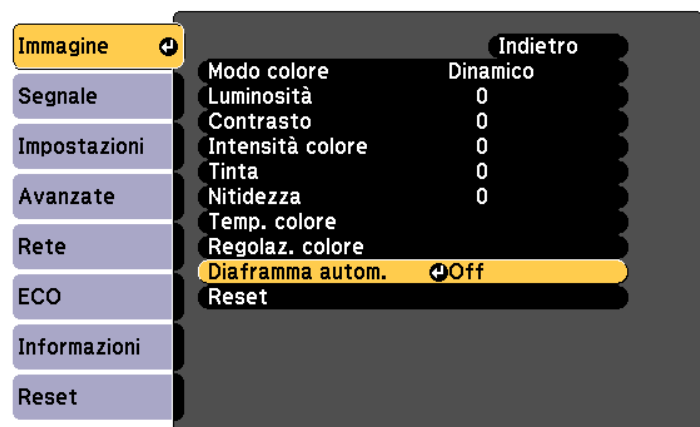 Immagine
Segnale
Impostazioni
Avanzate
Rete
ECO
Informazioni
Reset
Indietro
Modo colore Dinamico
Luminosità 0
Contrasto 0
Intensità colore 0
Tinta 0
Nitidezza 0
Temp. colore
Regolaz. colore
Diaframma autom. Off
Reset